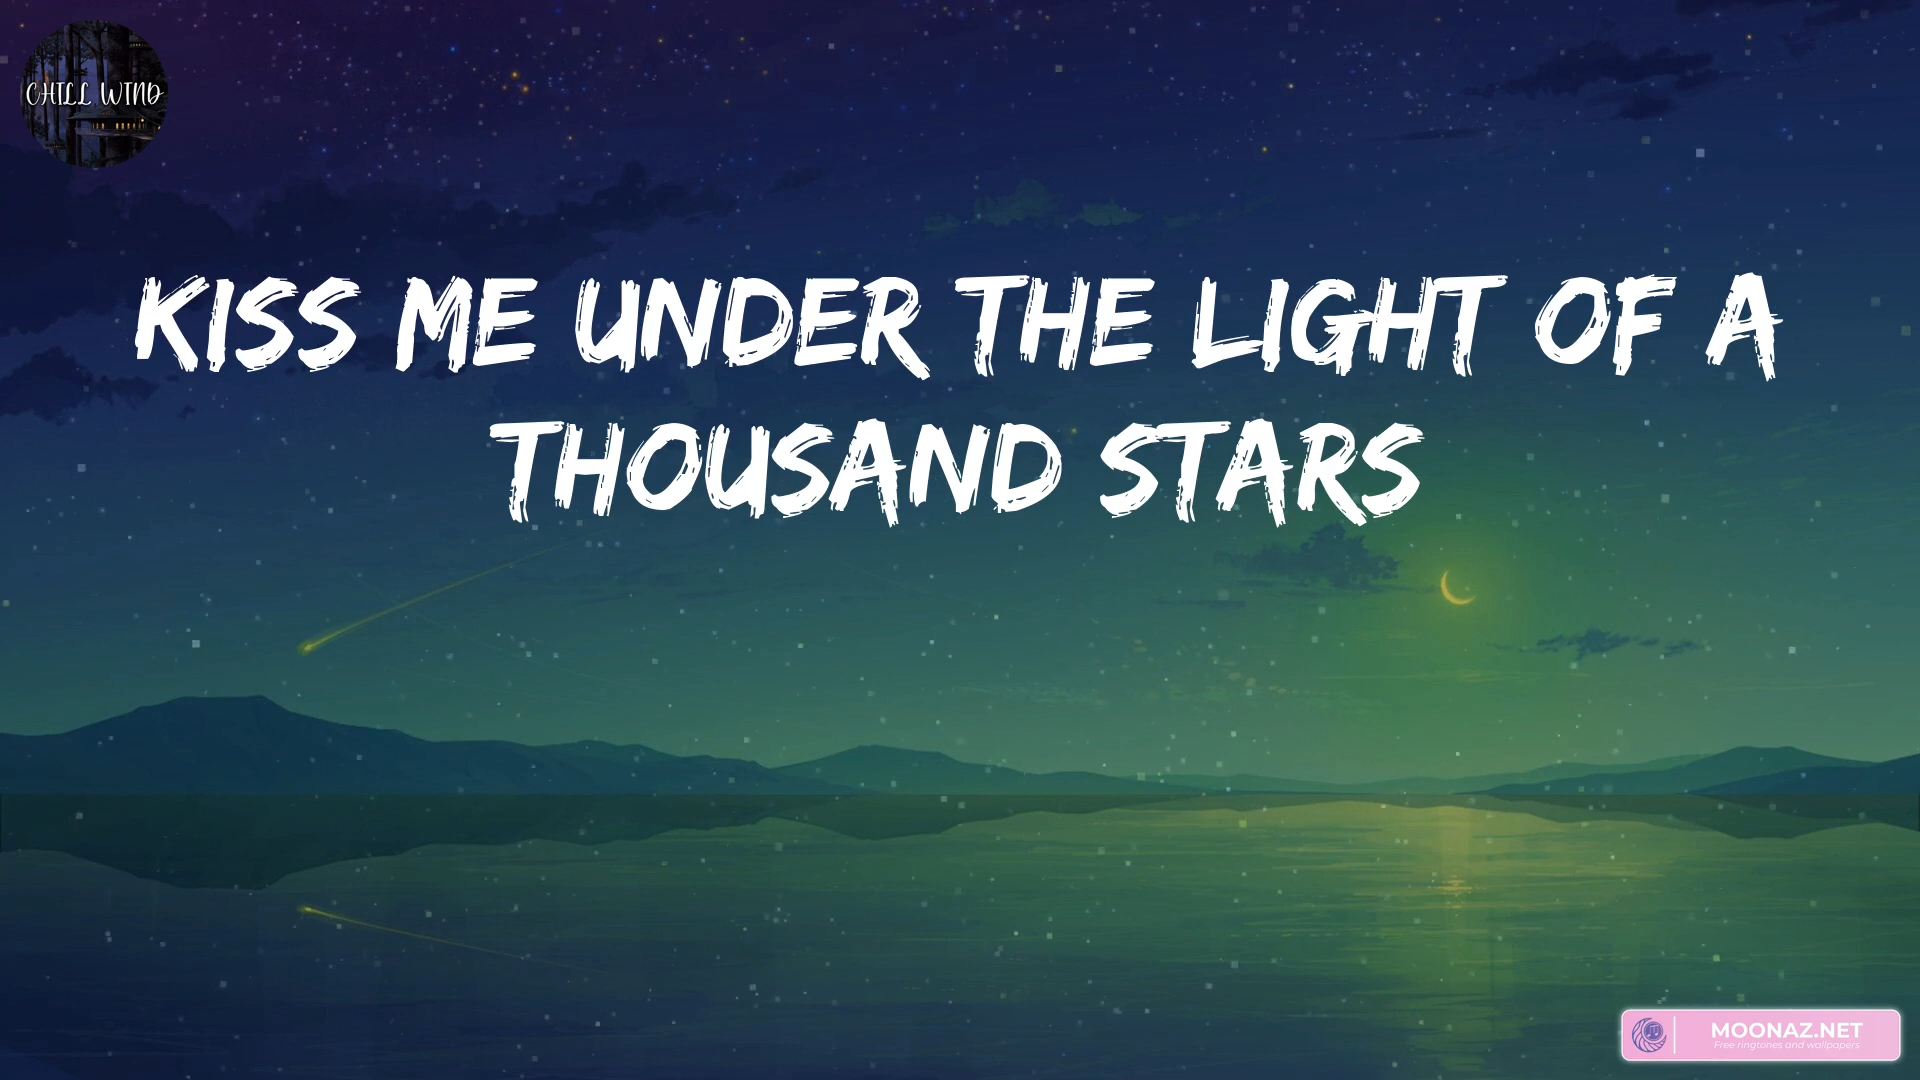 CHILL WIND
KISS ME UNDER THE LIGHT OF A
THOUSAND STARS
MOONAZ.NET
Free ringtones and wallpapers